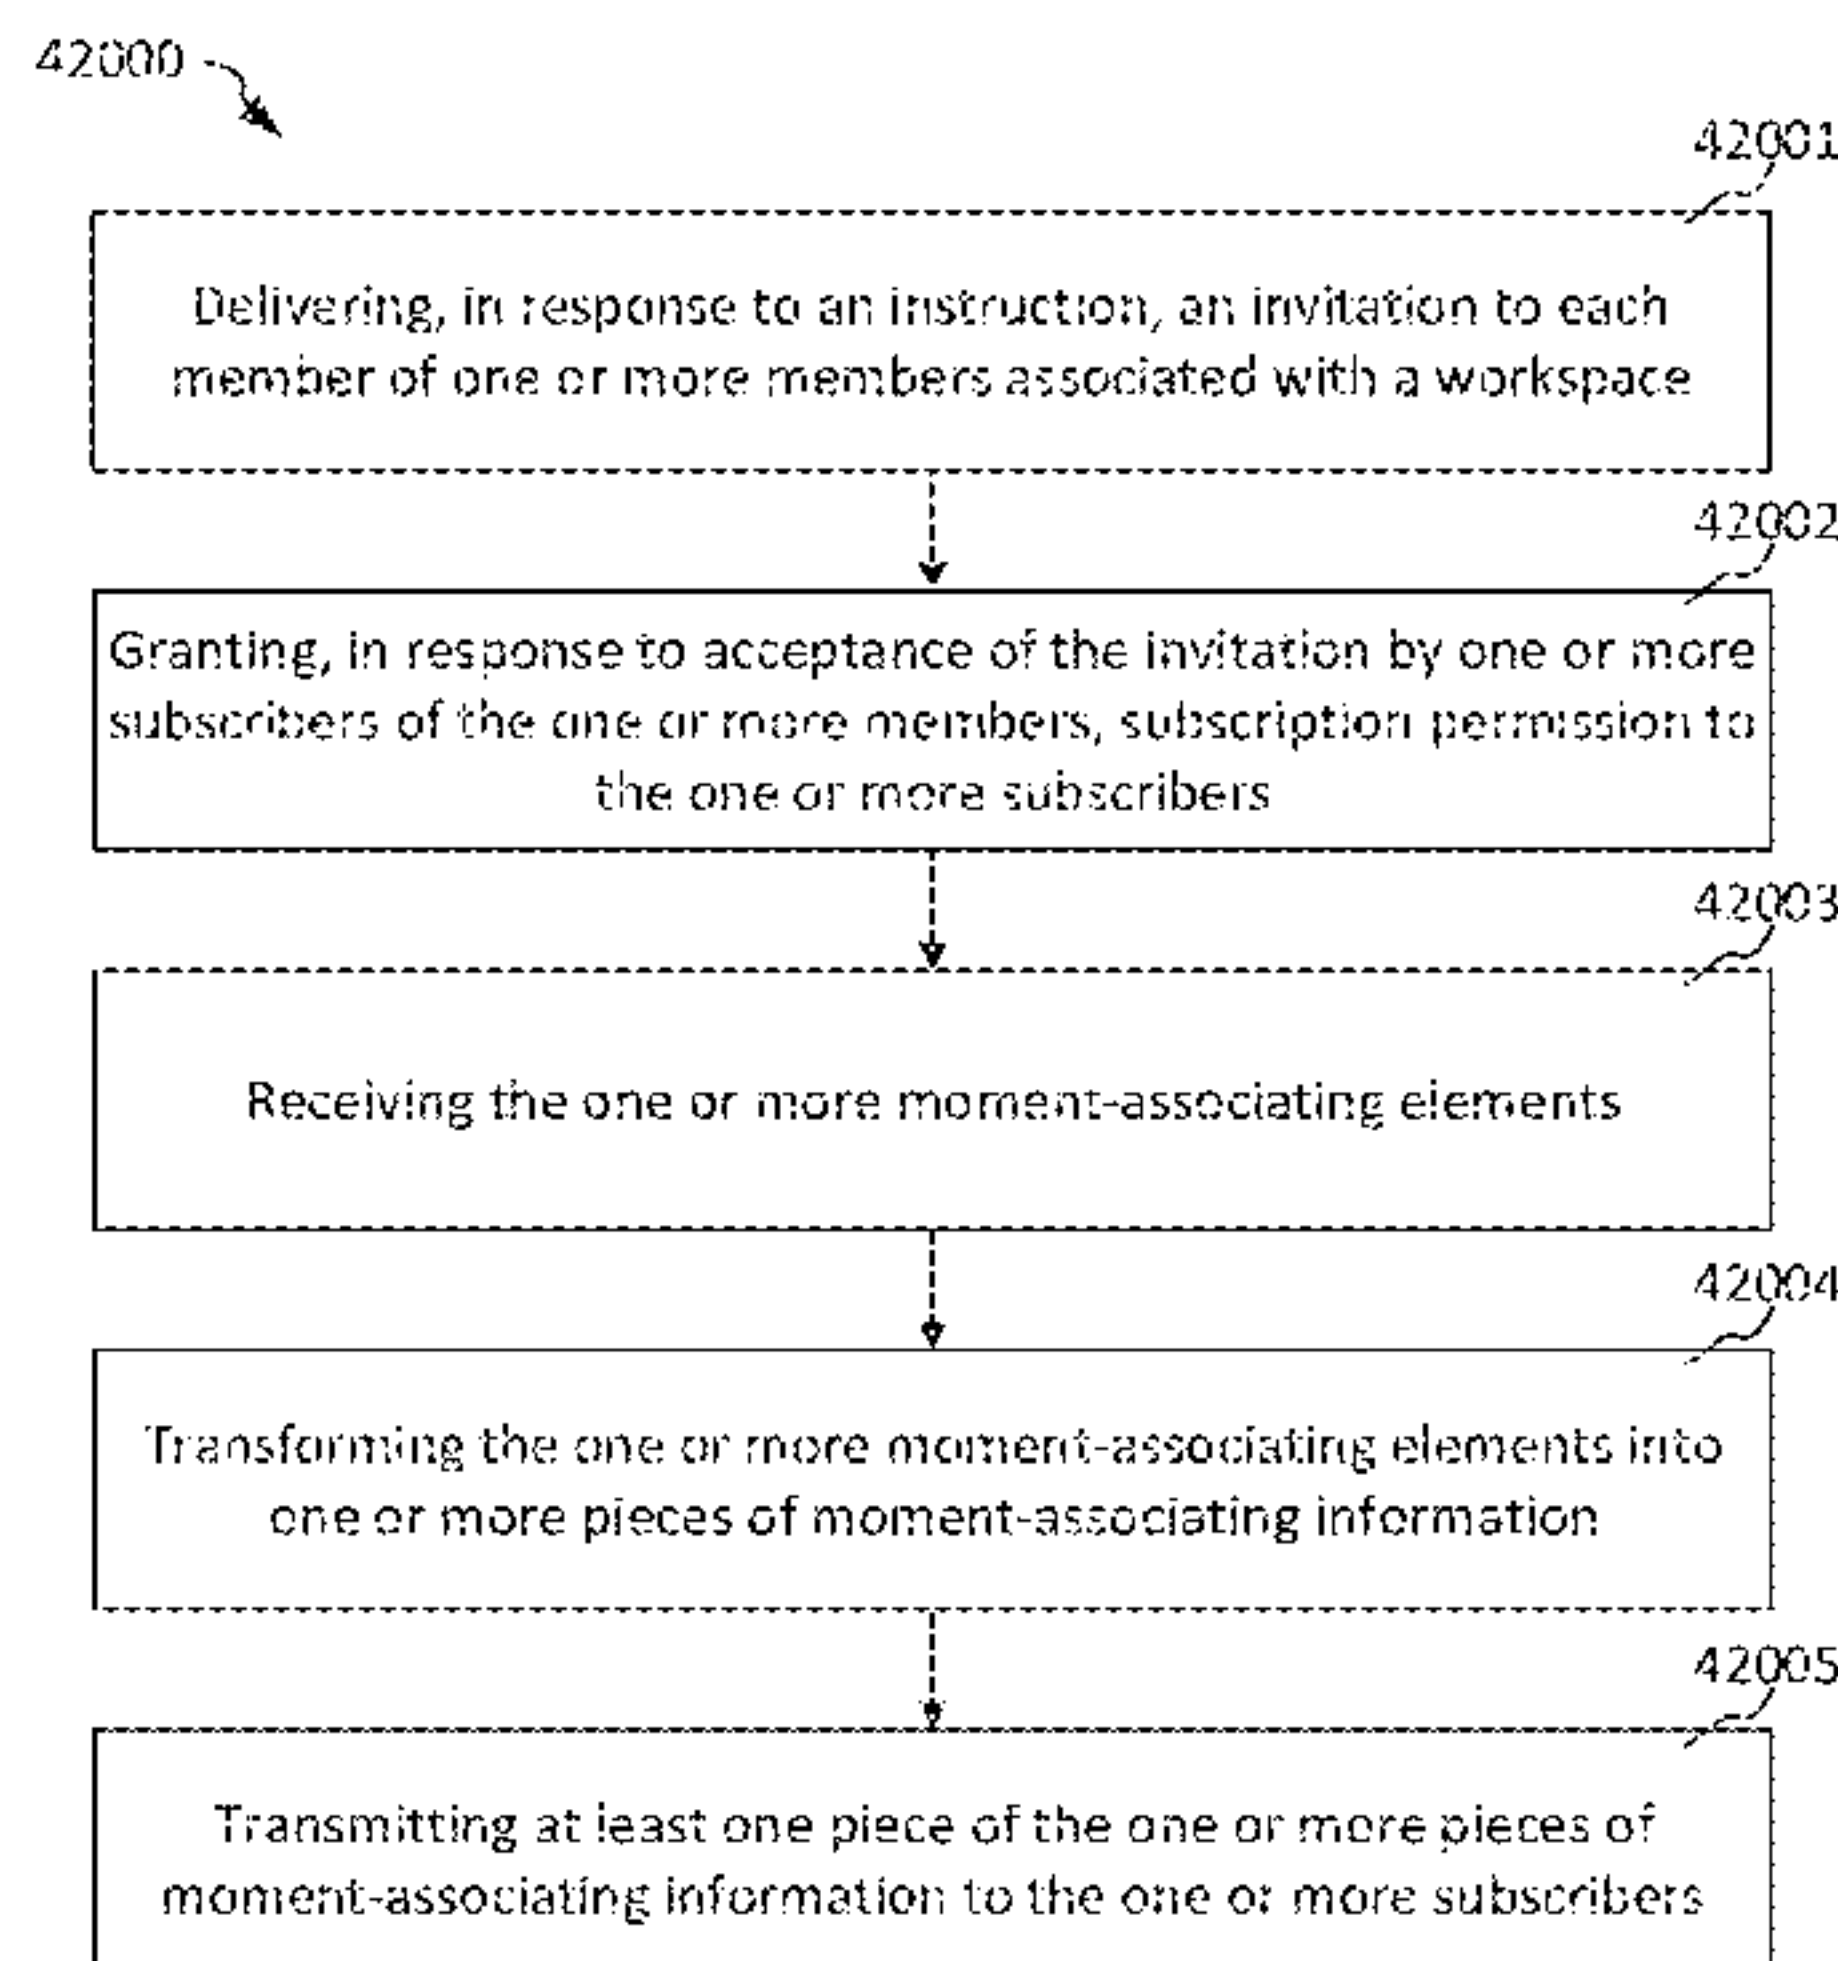 42000
42001
Delivering, in response to an instruction, an invitation to each
member of one or more members associated with a workspace
42002
Granting, in response to acceptance of the invitation by one or more
subscribers of the one or more members, subscription permission to
the one or more subscribers
42003
Receiving the one or more moment-associating elements
42004
Transforming the one or more moment-associating elements into
one or more pieces of moment-associating information
42005
Transmitting at least one piece of the one or more pieces of
moment-associating information to the one or more subscribers